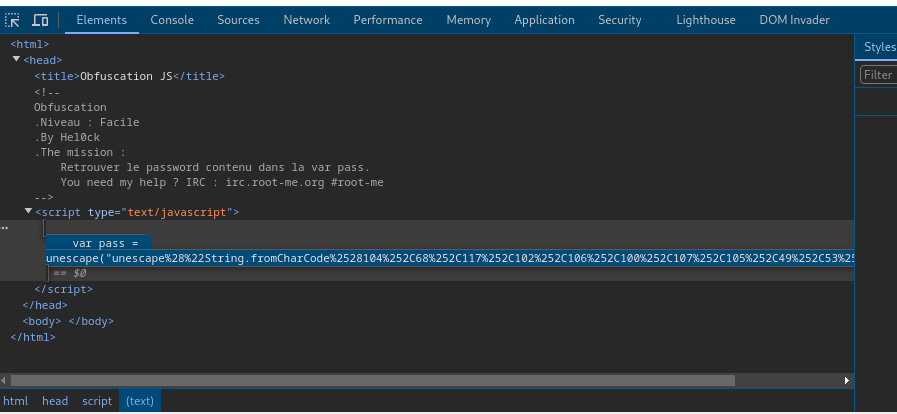 Elements Console Sources Network Performance Memory Application Security Lighthouse DOM Invader
<html>
<head>
<title>Obfuscation JS</title>
<!--
Obfuscation
.Niveau : Facile
.By Hel0ck
.The mission :
Retrouver le password contenu dans la var pass.
You need my help ? IRC : irc.root-me.org #root-me
-->
<script type="text/javascript">
var pass =
unescape("unescape%28%22String.fromCharCode%2528104%252C68%252C117%252C102%252C106%252C100%252C107%252C105%252C49%252C53%25
== $0
</script>
</head>
<body> </body>
</html>
html head script (text)
Styles
Filter